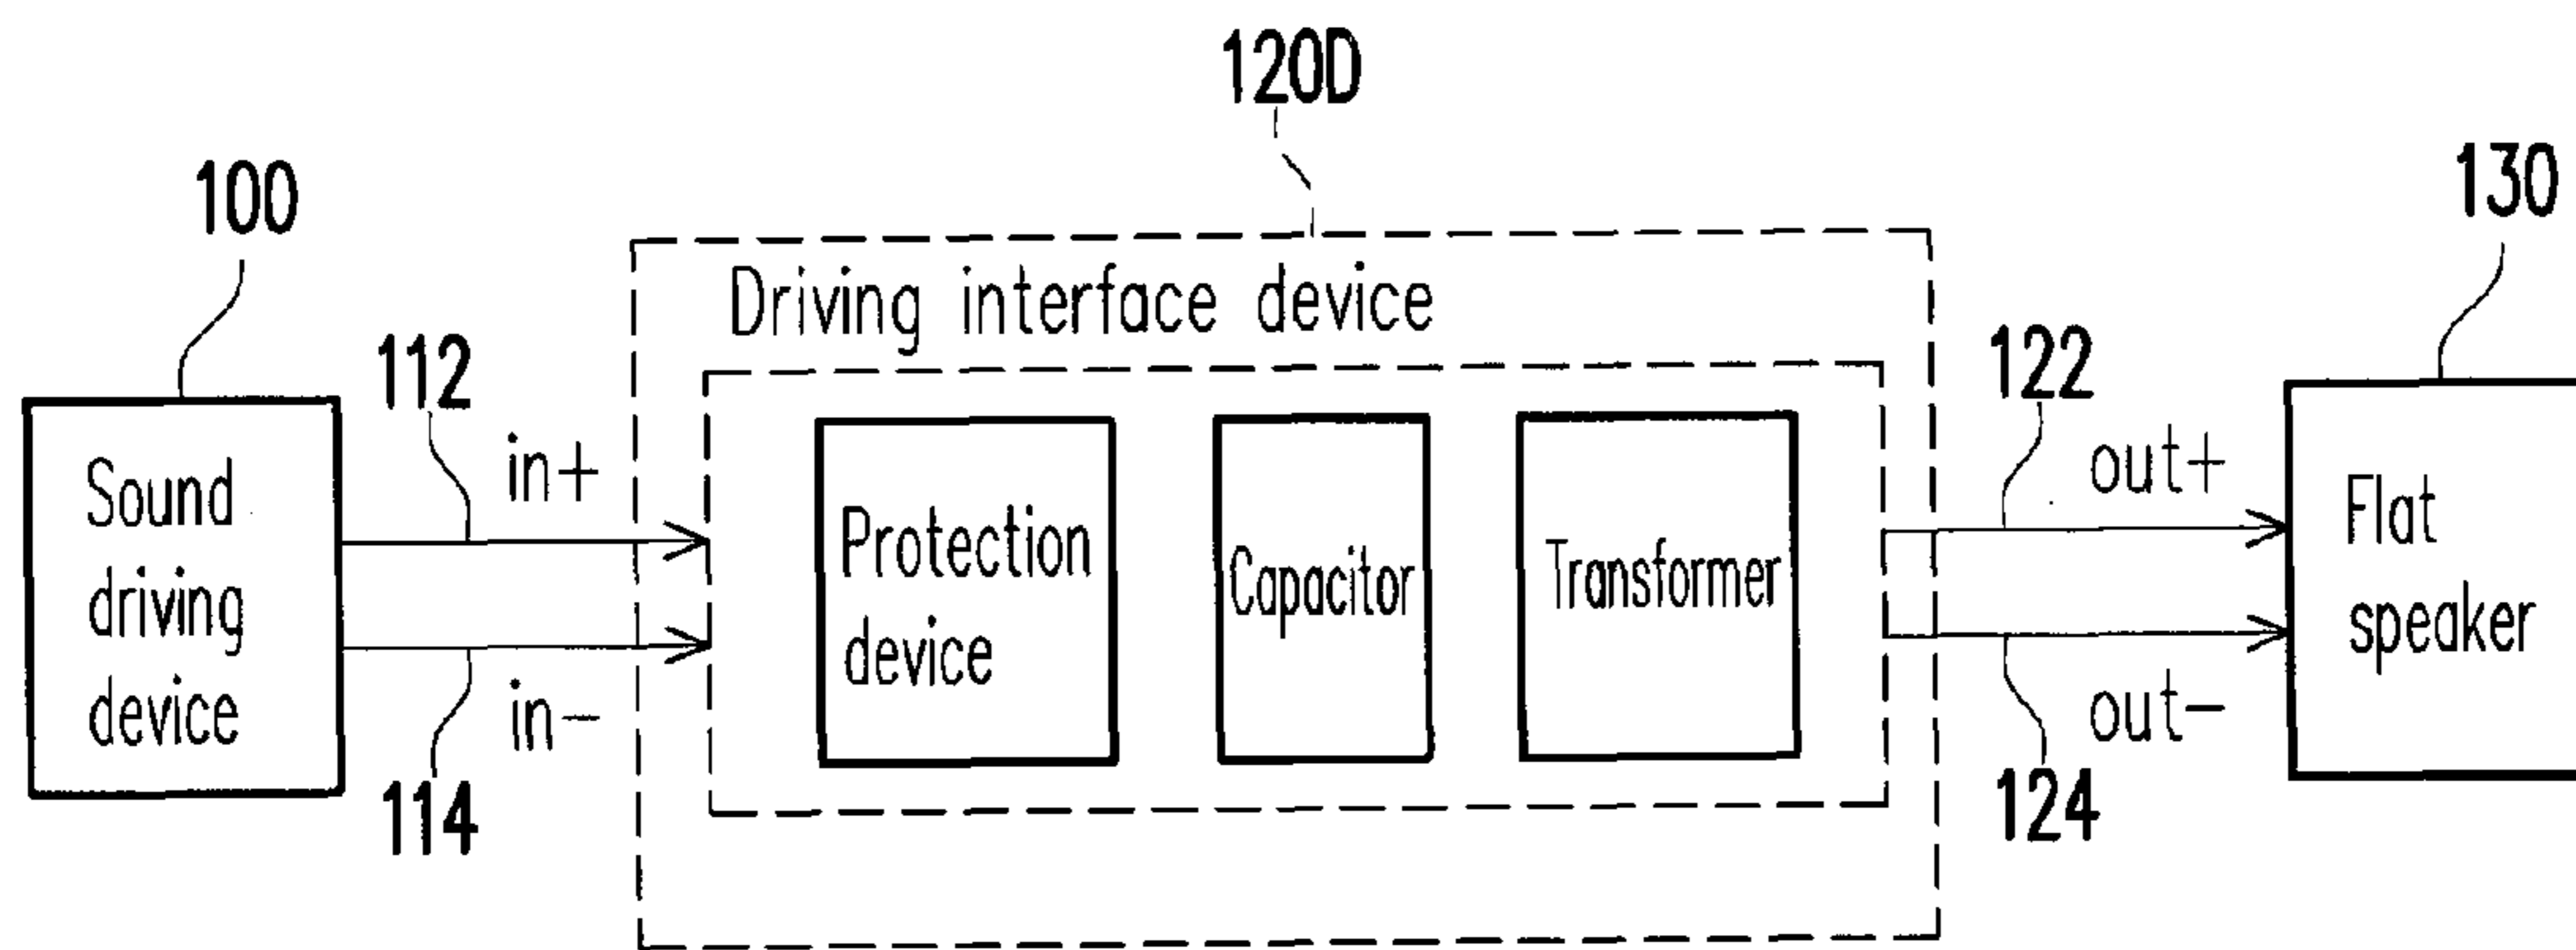 120D
100
130
Driving interface device
112
in+
122
out+
Sound
driving
device
Protection
device
Capacitor
Transformer
Flat
speaker
in-
114
out-
124